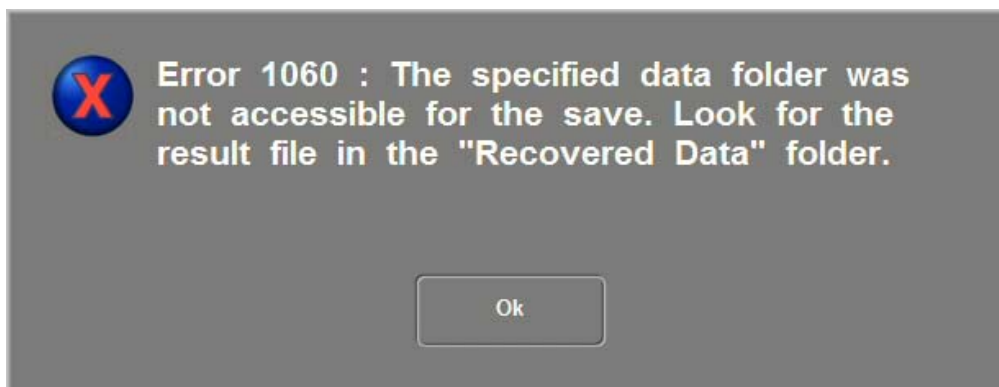 X
Error 1060 : The specified data folder was
not accessible for the save. Look for the
result file in the "Recovered Data" folder.
Ok